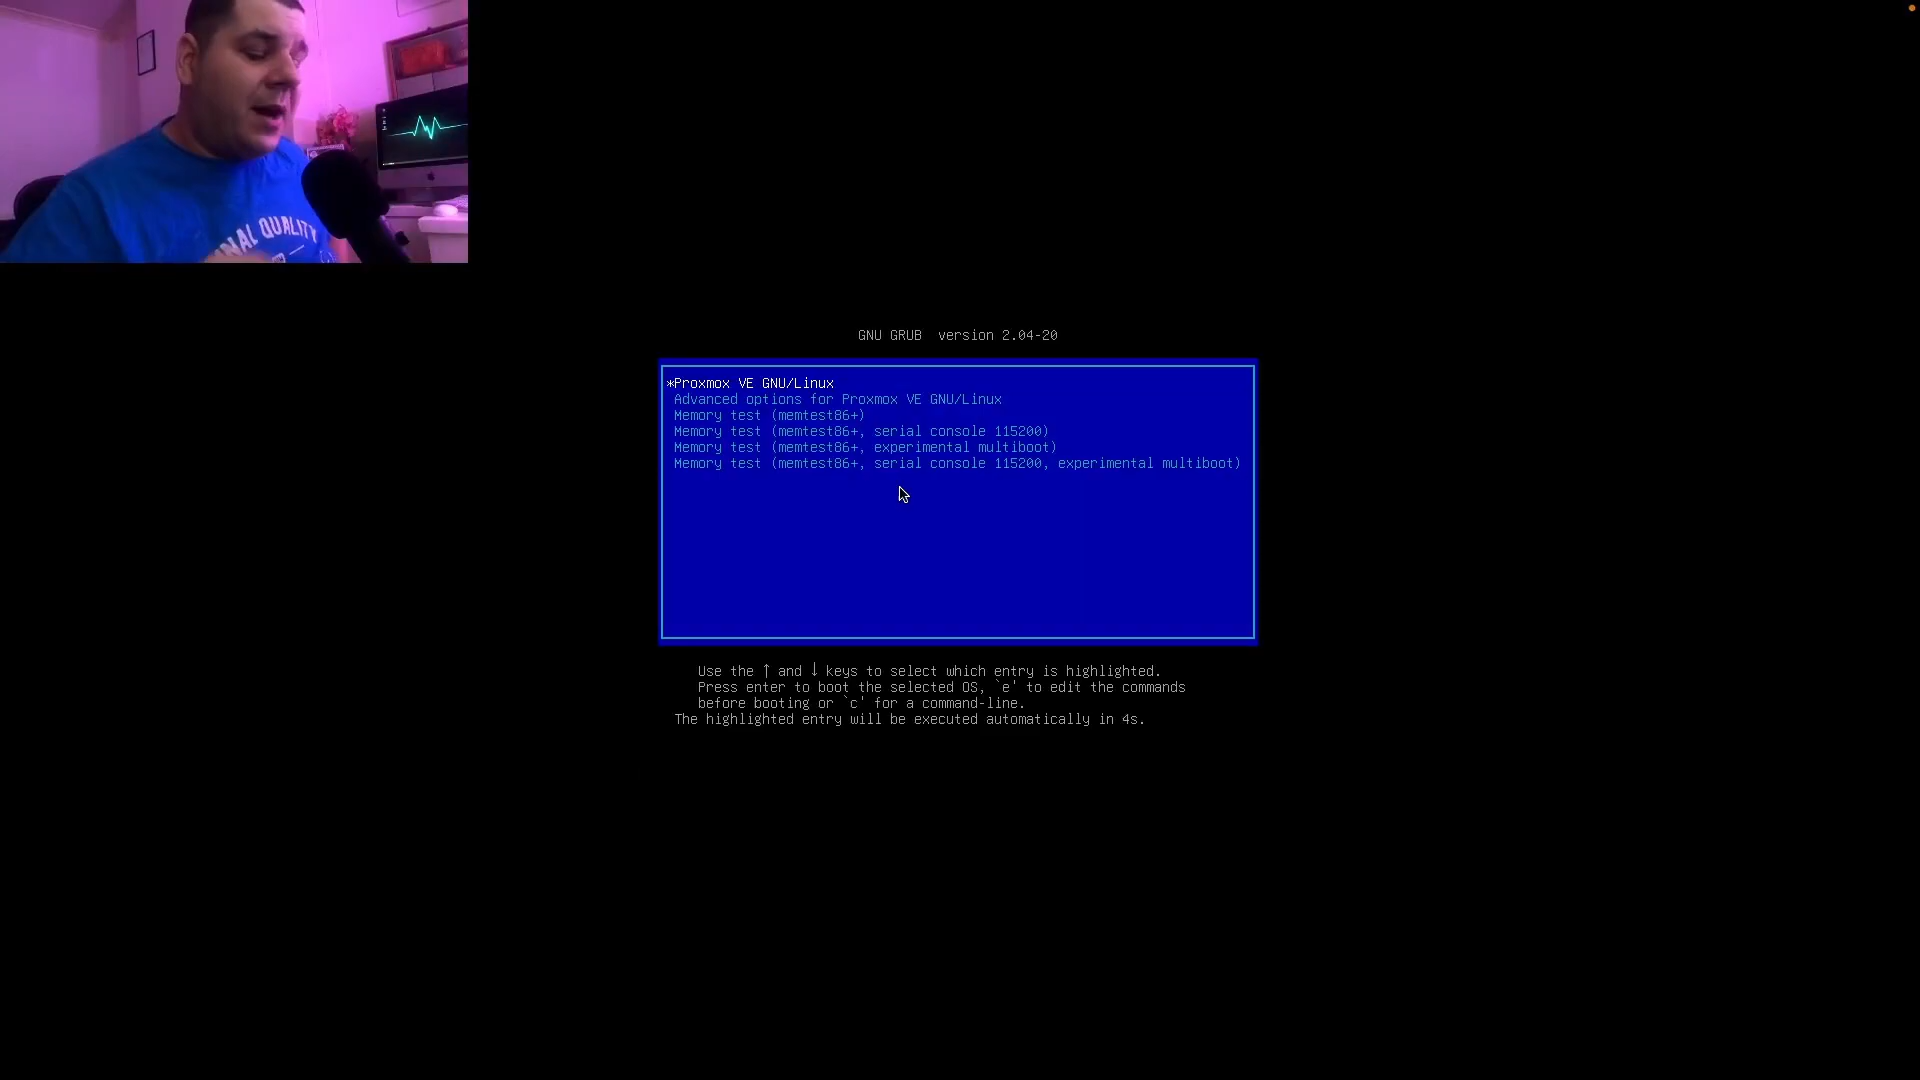 NAL QUALITY
GNU GRUB  version 2.04-20
*Proxmox VE GNU/Linux
Advanced options for Proxmox VE GNU/Linux
Memory test (memtest86+)
Memory test (memtest86+, serial console 115200)
Memory test (memtest86+, experimental multiboot)
Memory test (memtest86+, serial console 115200, experimental multiboot)
Use the ↑ and ↓ keys to select which entry is highlighted.
Press enter to boot the selected OS, `e' to edit the commands
before booting or `c' for a command-line.
The highlighted entry will be executed automatically in 4s.